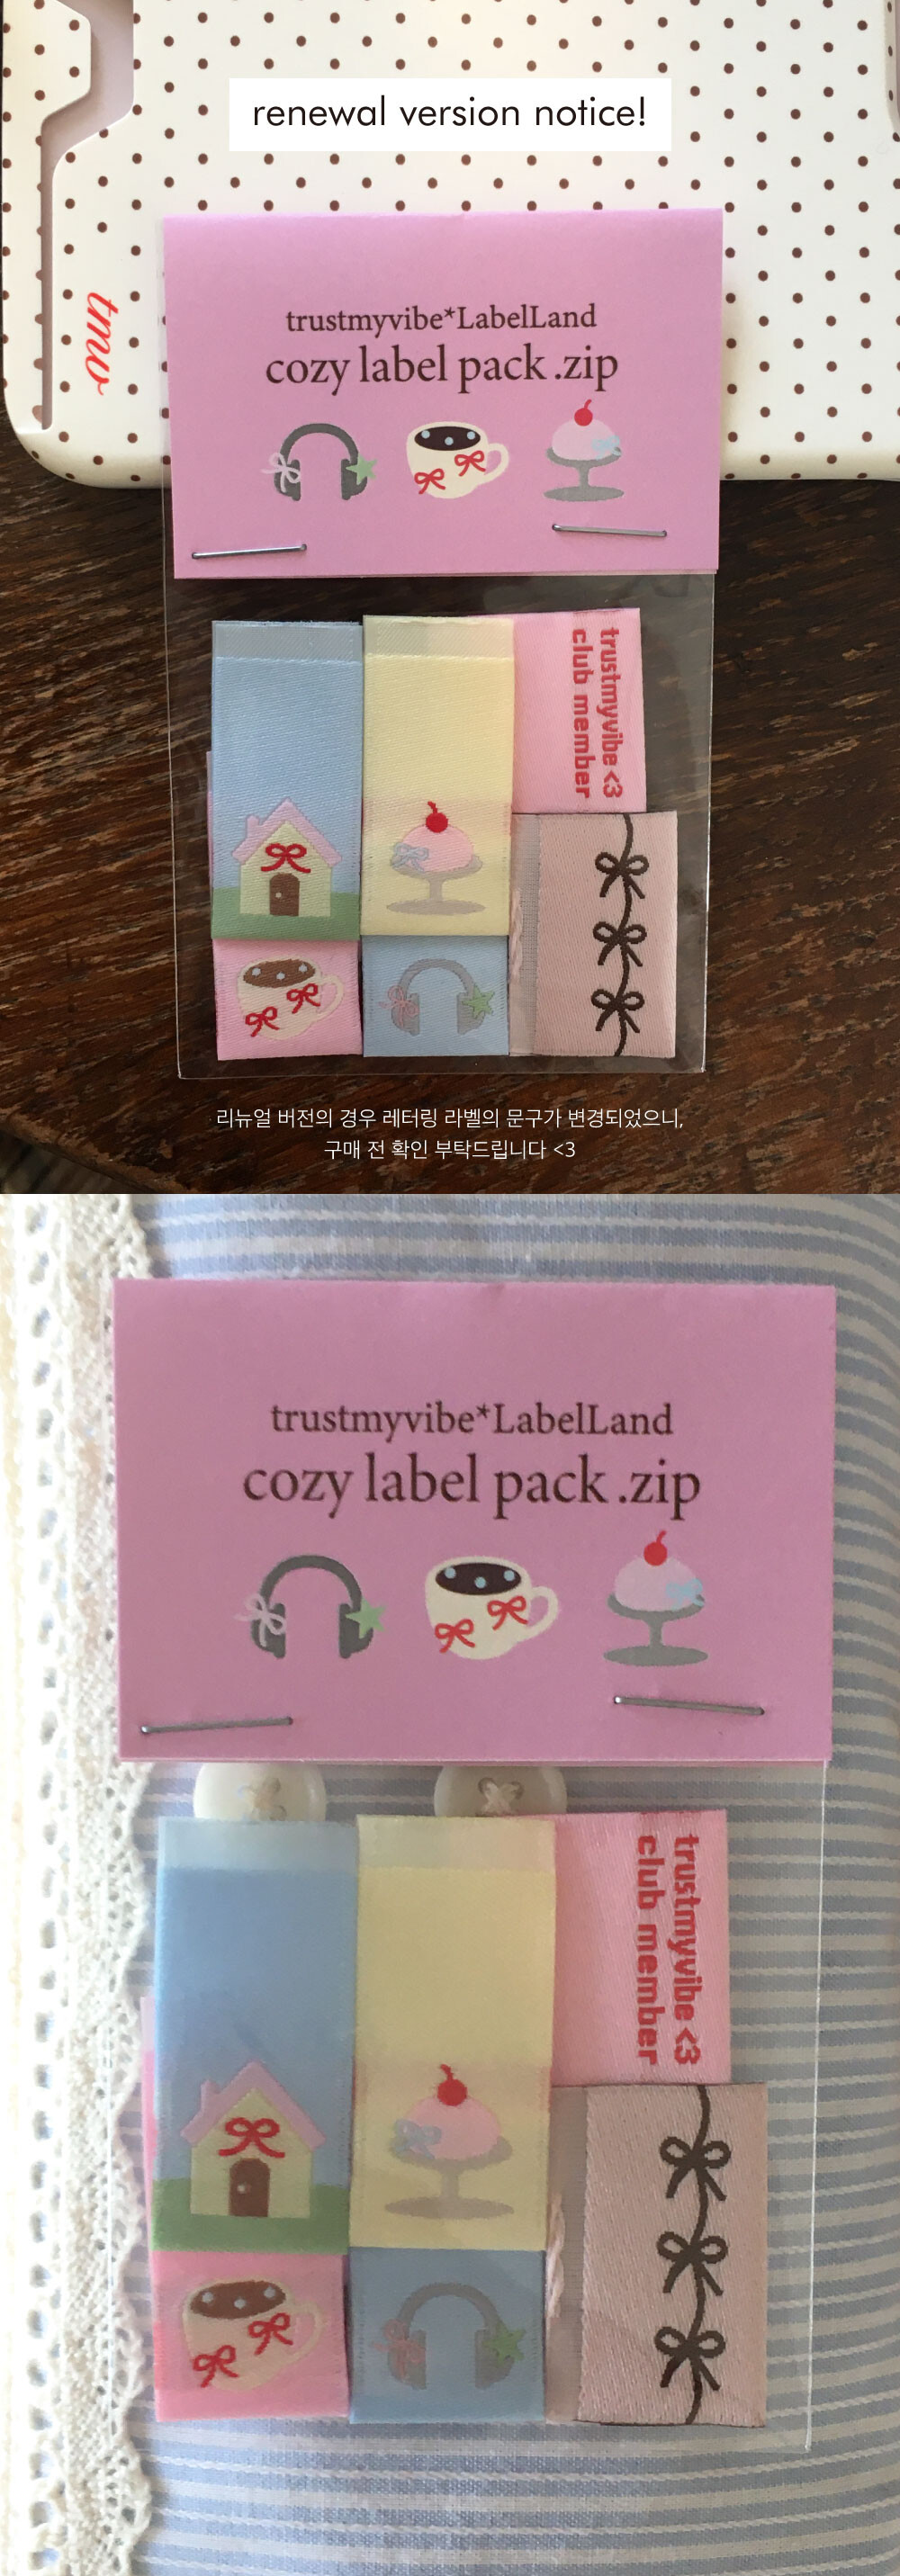 renewal version notice!
tmv
trustmyvibe*LabelLand
cozy label pack .zip
trustmyvibe <3
club member
리뉴얼 버전의 경우 레터링 라벨의 문구가 변경되었으니,
구매 전 확인 부탁드립니다 <3
trustmyvibe*LabelLand
cozy label pack .zip
trustmyvibe <3
club member